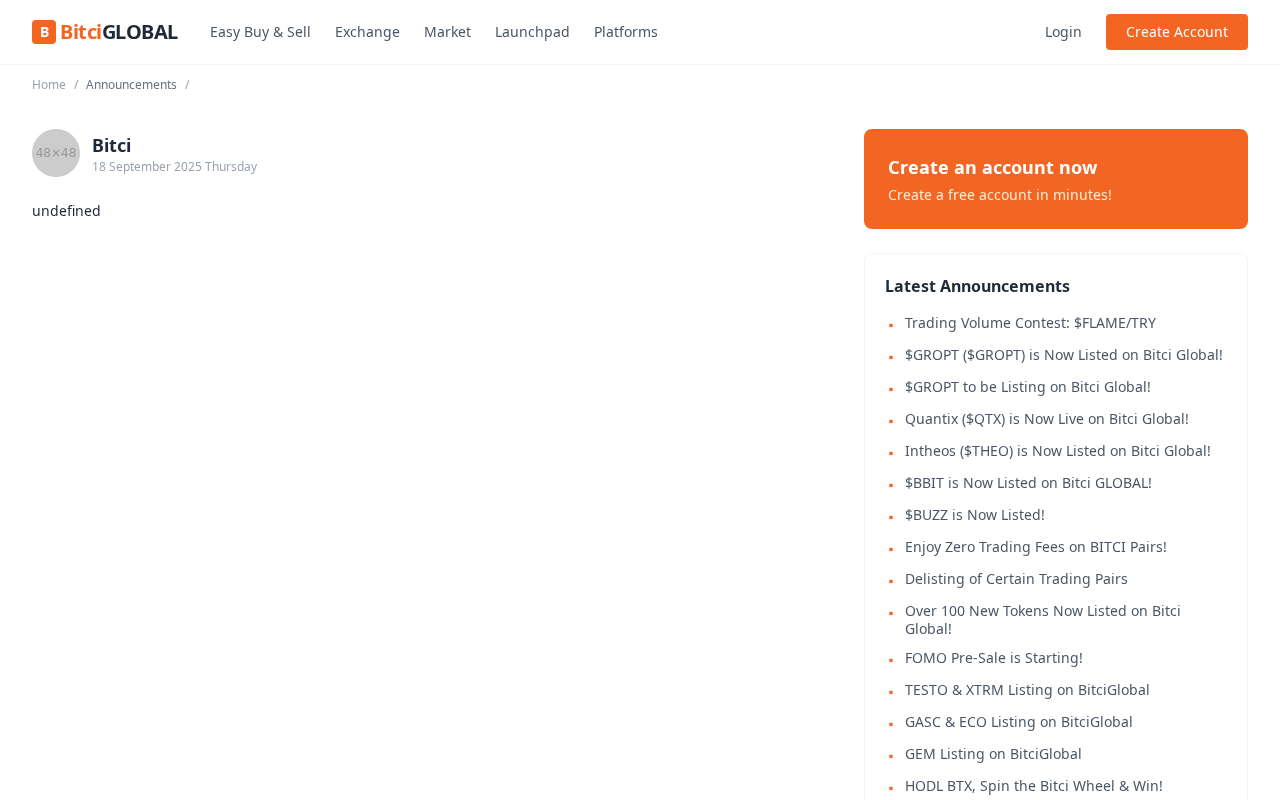 B BitciGLOBAL Easy Buy & Sell Exchange Market Launchpad Platforms Login Create Account
Home / Announcements /
48×48
Bitci
18 September 2025 Thursday
undefined
Create an account now
Create a free account in minutes!
Latest Announcements
Trading Volume Contest: $FLAME/TRY
$GROPT ($GROPT) is Now Listed on Bitci Global!
$GROPT to be Listing on Bitci Global!
Quantix ($QTX) is Now Live on Bitci Global!
Intheos ($THEO) is Now Listed on Bitci Global!
$BBIT is Now Listed on Bitci GLOBAL!
$BUZZ is Now Listed!
Enjoy Zero Trading Fees on BITCI Pairs!
Delisting of Certain Trading Pairs
Over 100 New Tokens Now Listed on Bitci
Global!
FOMO Pre-Sale is Starting!
TESTO & XTRM Listing on BitciGlobal
GASC & ECO Listing on BitciGlobal
GEM Listing on BitciGlobal
HODL BTX, Spin the Bitci Wheel & Win!